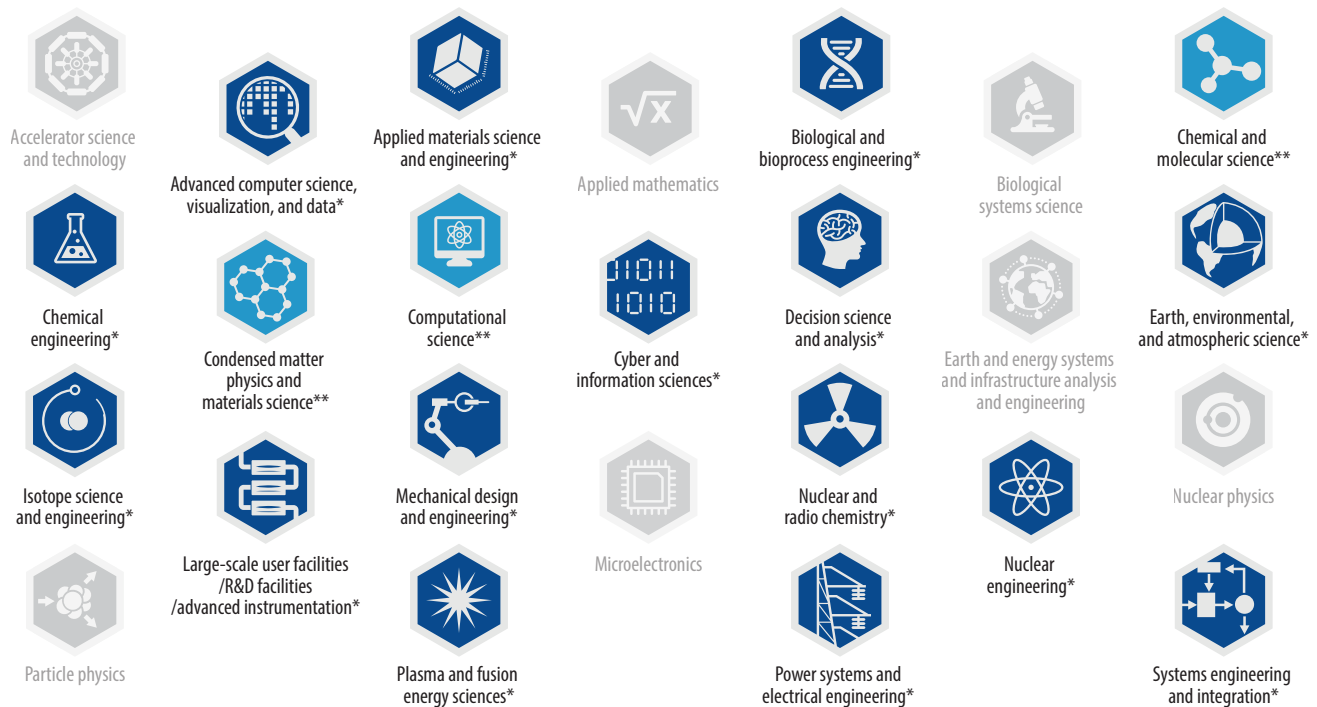 Accelerator science
and technology
Advanced computer science,
visualization, and data*
Applied materials science
and engineering*
√x
Applied mathematics
Biological and
bioprocess engineering*
Biological
systems science
Chemical and
molecular science**
Chemical
engineering*
Condensed matter
physics and
materials science**
Computational
science**
11011
1010
Cyber and
information sciences*
Decision science
and analysis*
Earth and energy systems
and infrastructure analysis
and engineering
Earth, environmental,
and atmospheric science*
Isotope science
and engineering*
Large-scale user facilities
/R&D facilities
/advanced instrumentation*
Mechanical design
and engineering*
Microelectronics
Nuclear and
radio chemistry*
Nuclear
engineering*
Nuclear physics
Particle physics
Plasma and fusion
energy sciences*
Power systems and
electrical engineering*
Systems engineering
and integration*